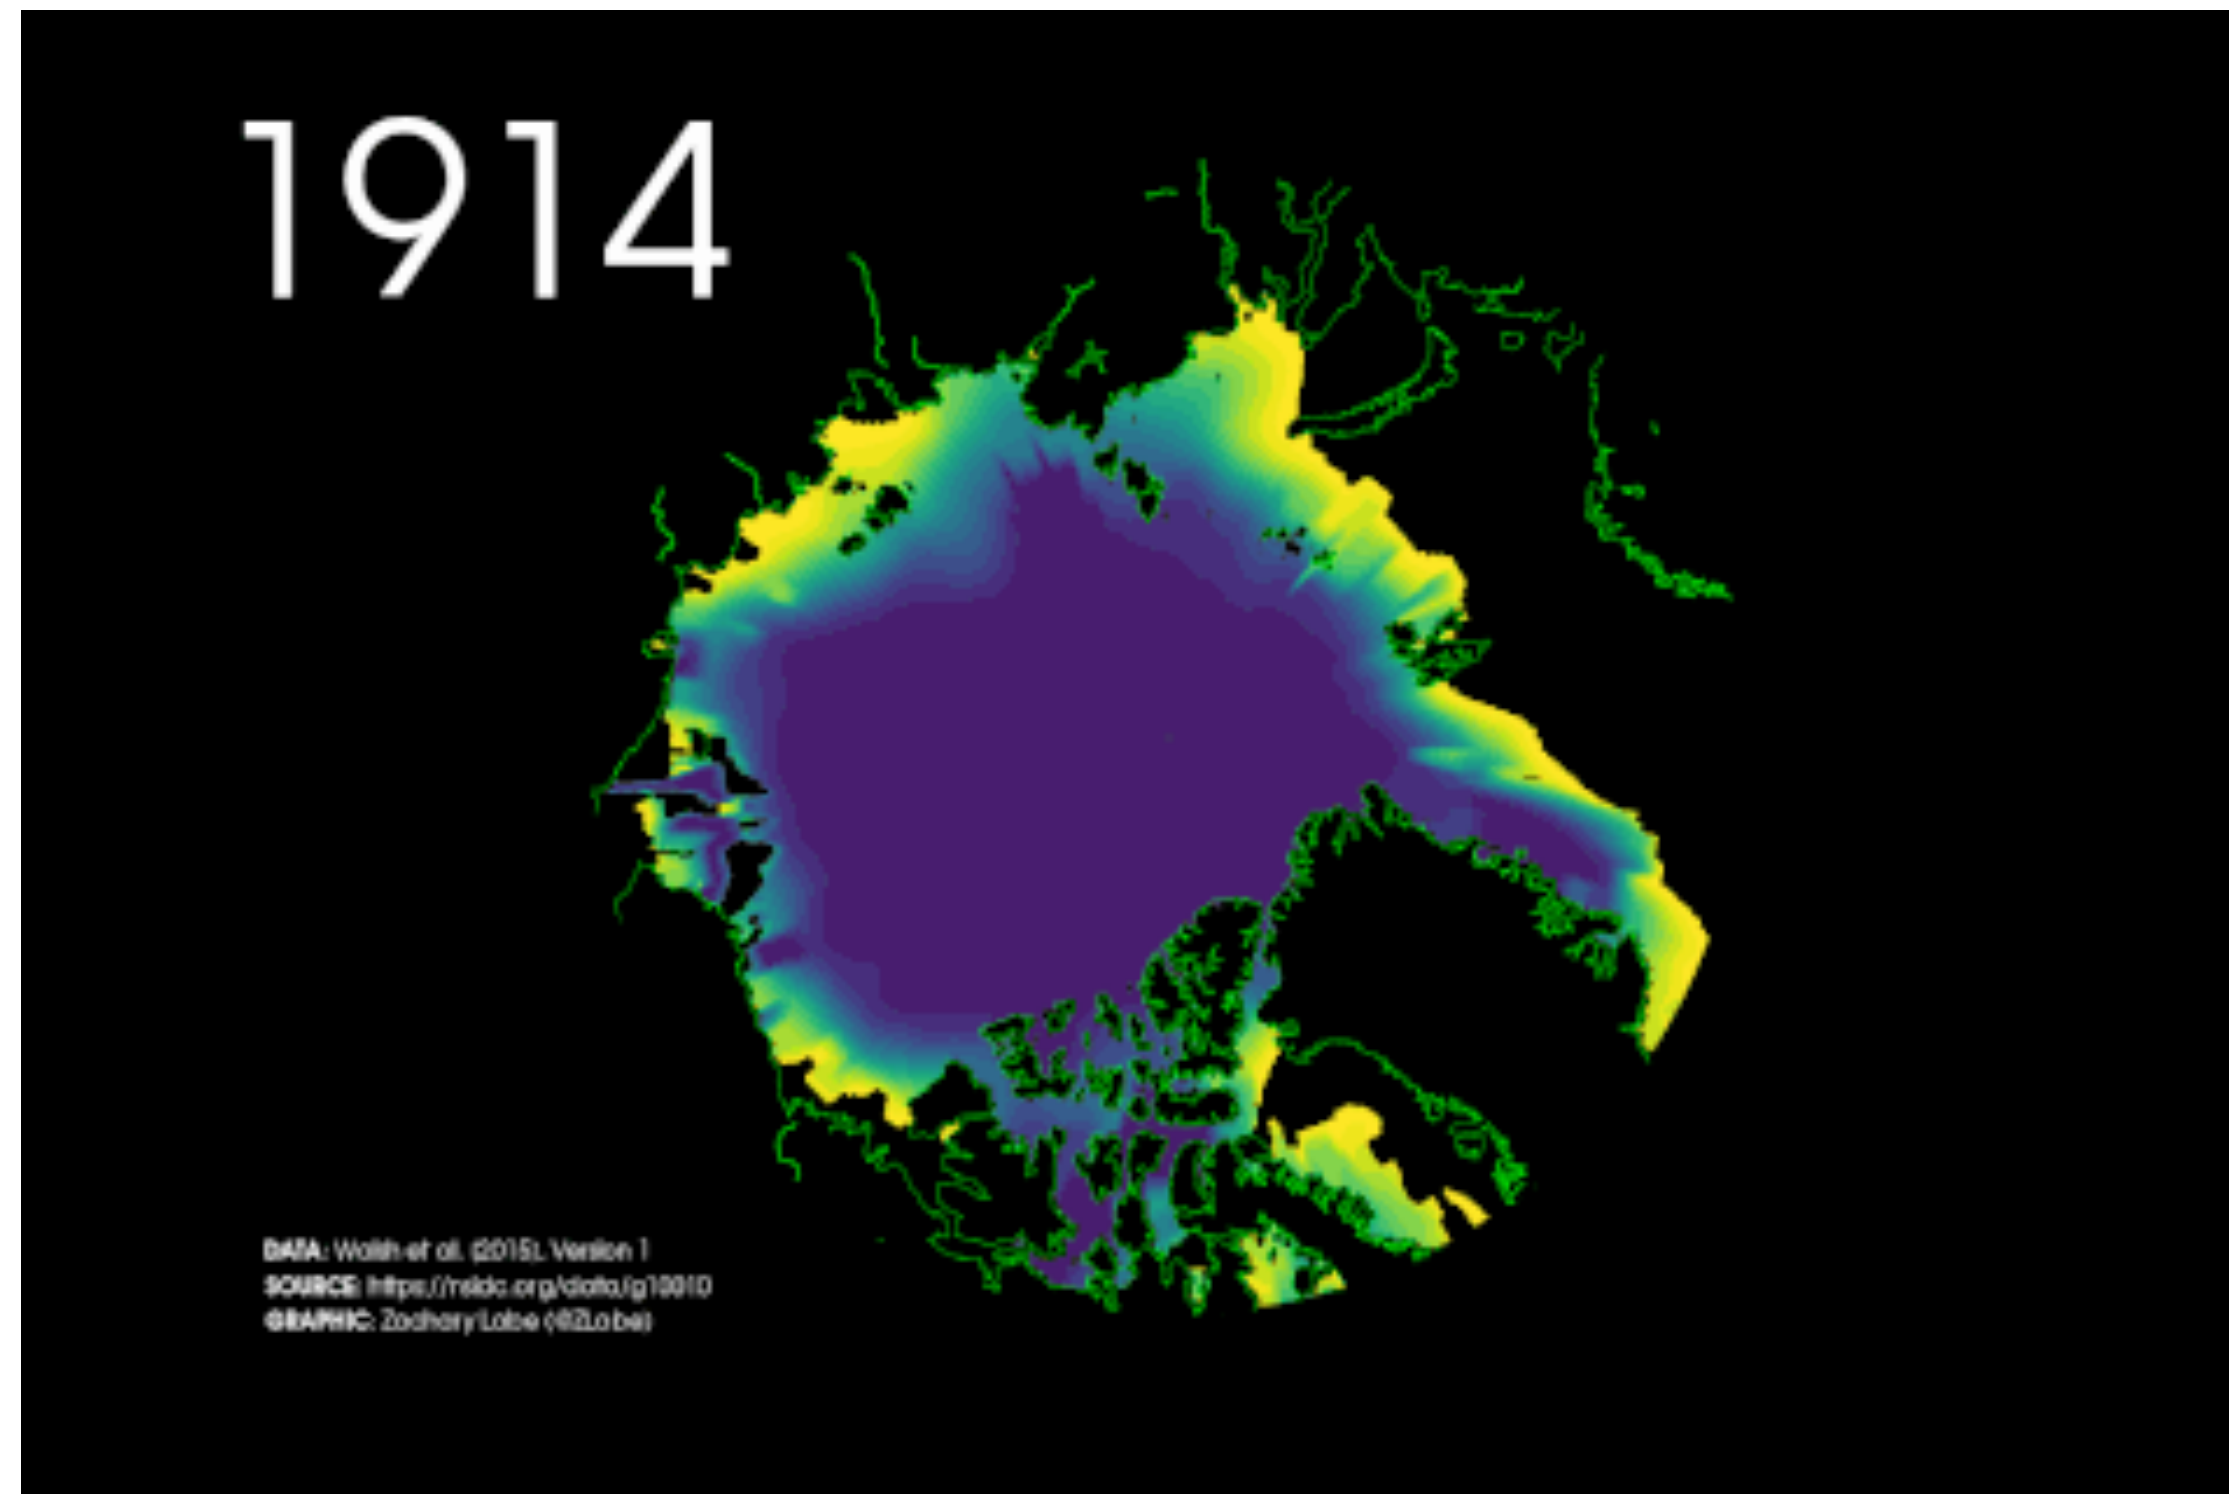 1914
DATA: Walsh et al. (2015), Version 1
SOURCE: https://nsidc.org/data/g10010
GRAPHIC: Zachary Labe (@ZLabe)